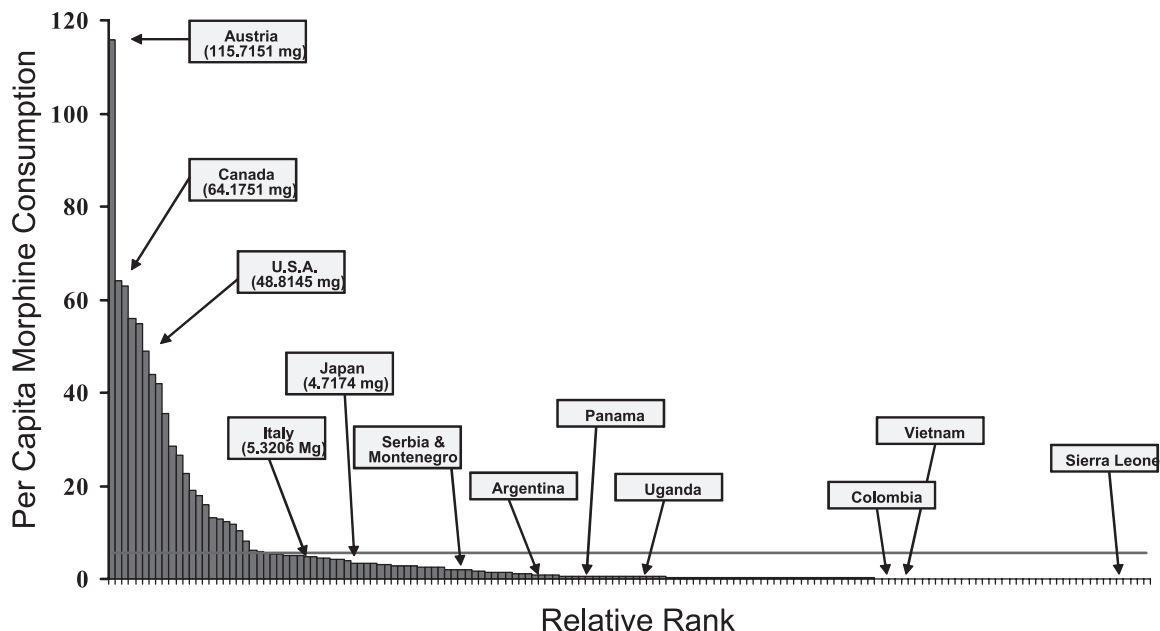 120
Austria
(115.7151 mg)
100
Canada
(64.1751 mg)
80
U.S.A.
(48.8145 mg)
60
Japan
(4.7174 mg)
40
Italy
(5.3206 Mg)
Serbia &
Montenegro
Argentina
Panama
Uganda
Colombia
Vietnam
Sierra Leone
20
0
Per Capita Morphine Consumption
Relative Rank